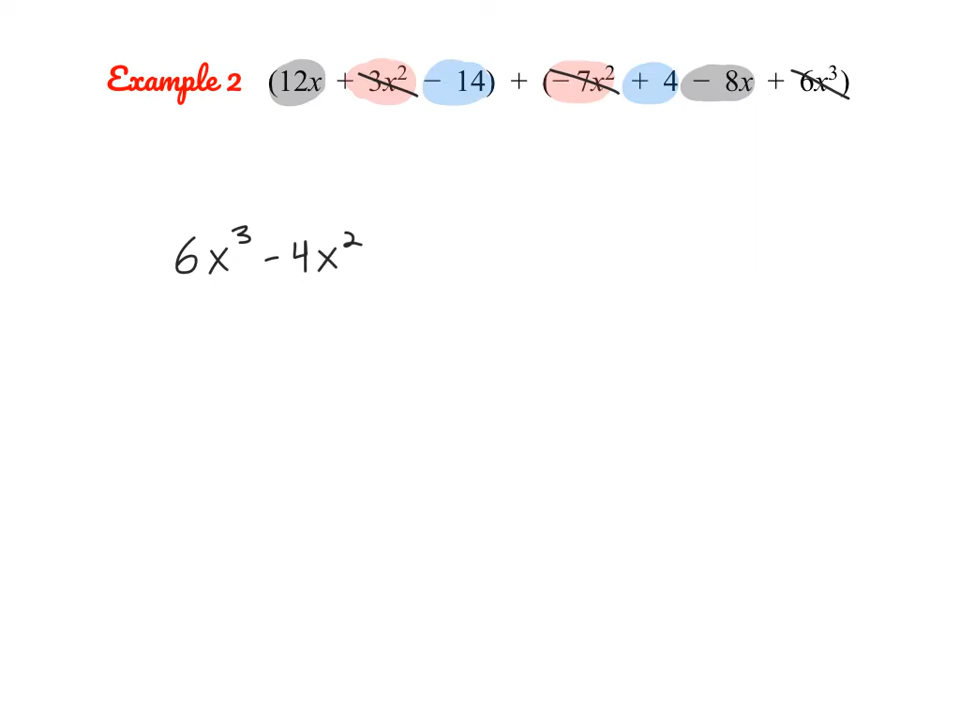 Example 2 (12x + 3x² − 14) + (− 7x² + 4 − 8x + 6x³)
6x³ - 4x²